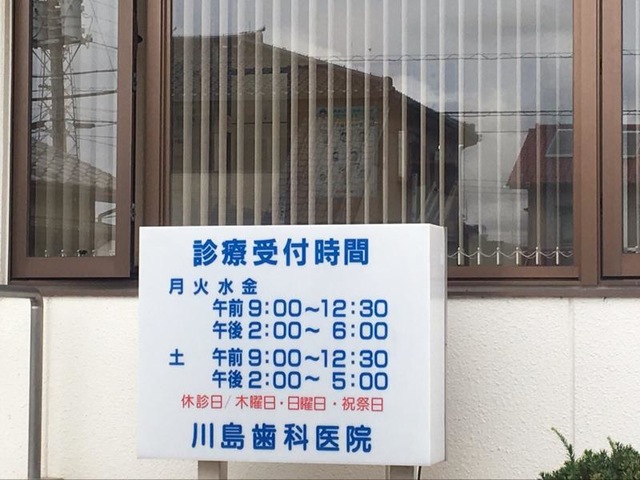 診療受付時間
月火水金
午前9:00～12:30
午後2:00～ 6:00
土 午前9:00～12:30
午後2:00～ 5:00
休診日/木曜日・日曜日・祝祭日
川島歯科医院